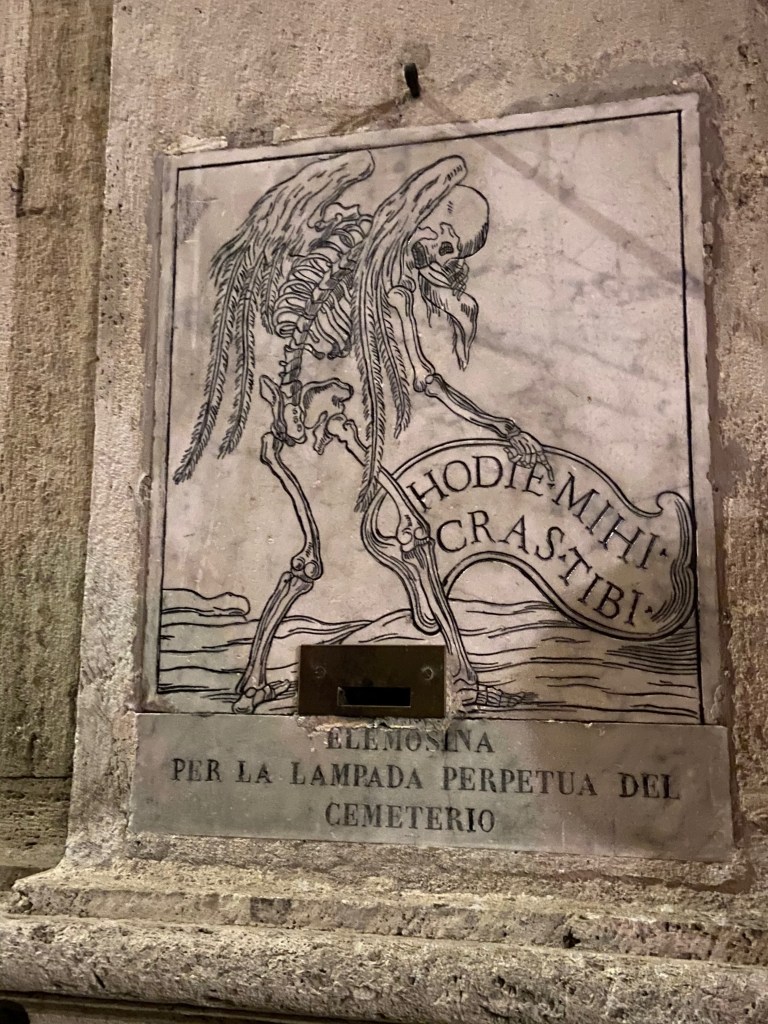 HODIE·MIHI·
CRAS·TIBI·
ELEMOSINA
PER LA LAMPADA PERPETUA DEL
CEMETERIO